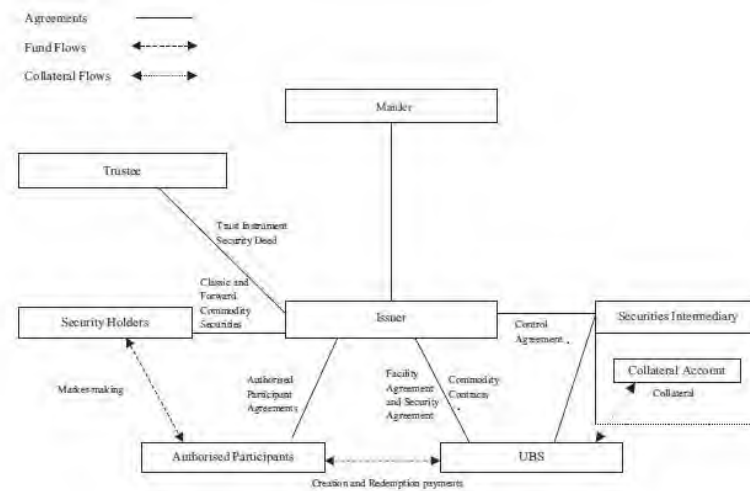 Agreements
Fund Flows
Collateral Flows
Trustee
Trust Instrument
Security Deed
Classic and
Forward
Commodity
Securities
Security Holders
Issuer
Securities Intermediary
Control
Agreement
Collateral Account
Collateral
Market-making
Authorised
Participant
Agreements
Facility
Agreement
and Security
Agreement
Commodity
Contracts
Authorised Participants
UBS
Creation and Redemption payments